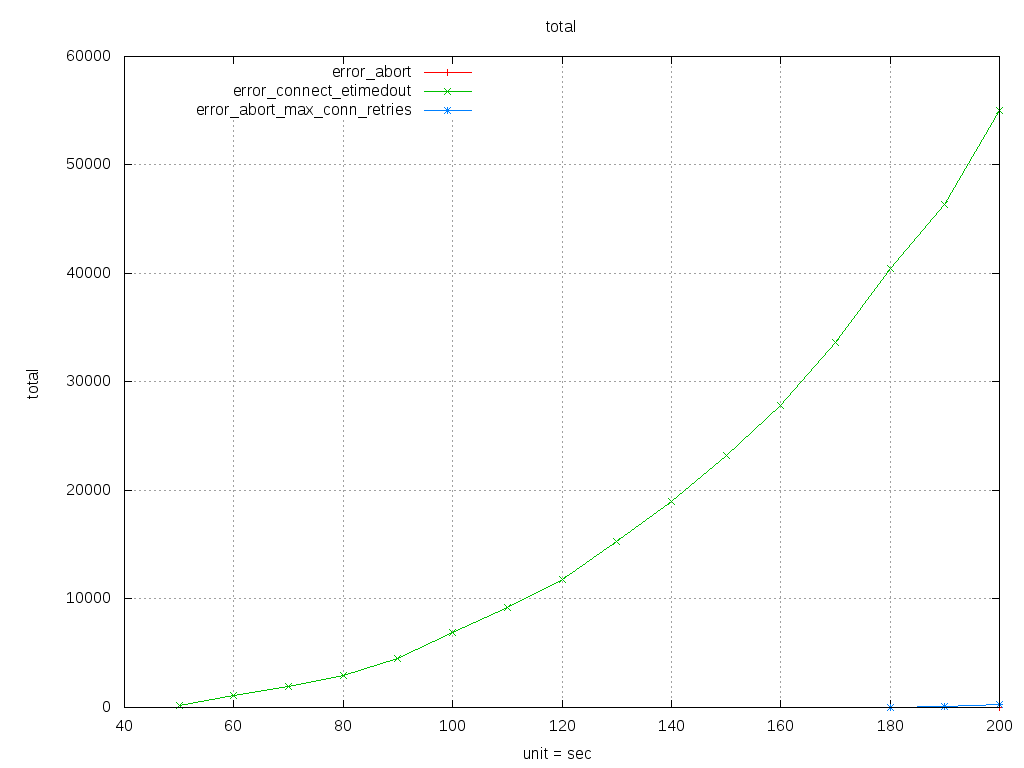 total
60000
50000
40000
30000
20000
10000
0
total
error_abort
error_connect_etimedout
error_abort_max_conn_retries
40 60 80 100 120 140 160 180 200
unit = sec